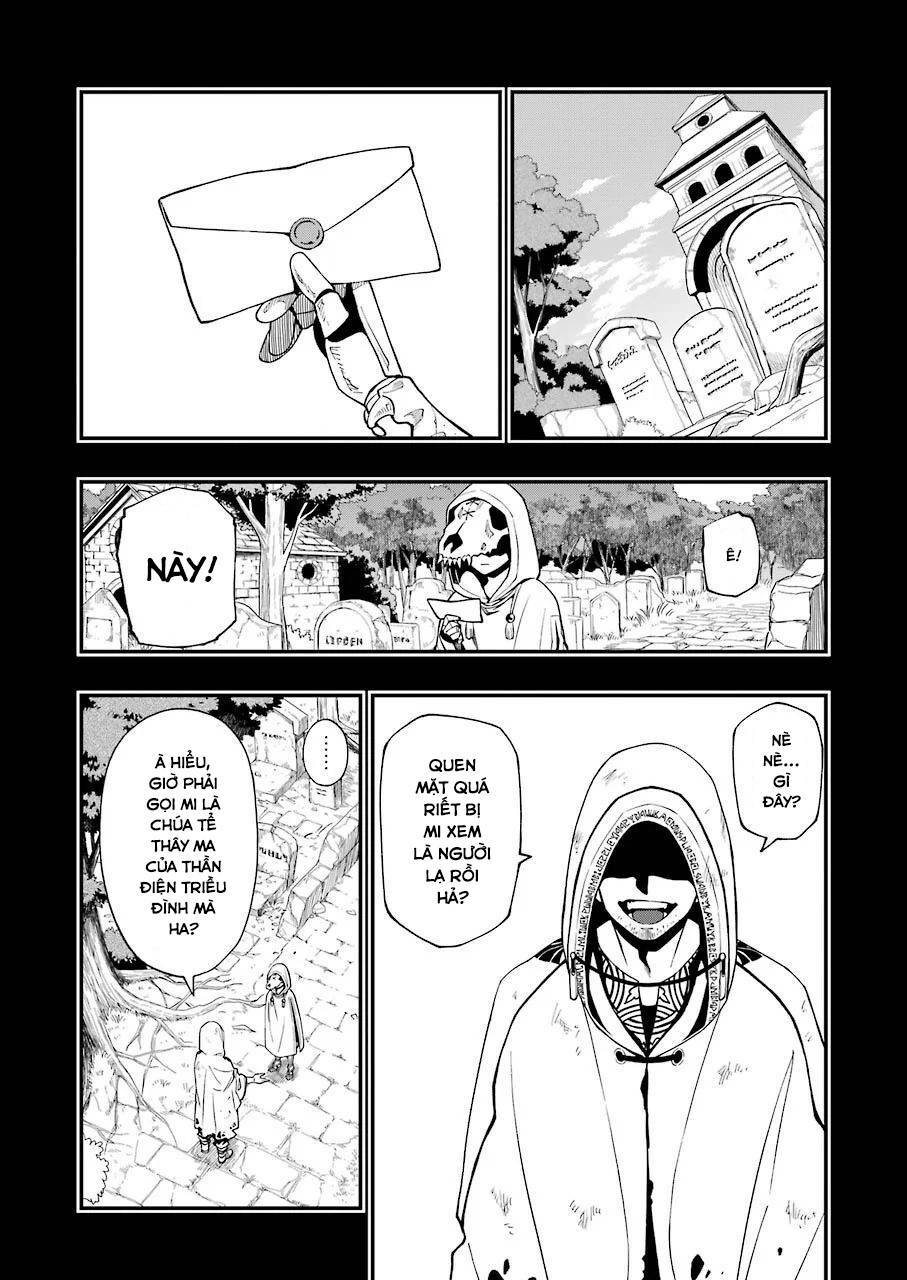 Ê!
NÀY!
NÈ
NÈ...
GÌ
ĐÂY?
QUEN
MẶT QUÁ
RIẾT BỊ
MI XEM
LÀ NGƯỜI
LẠ RỒI
HẢ?
......
À HIỂU,
GIỜ PHẢI
GỌI MI LÀ
CHÚA TỂ
THÂY MA
CỦA THẦN
ĐIỆN TRIỀU
ĐÌNH MÀ
HA?